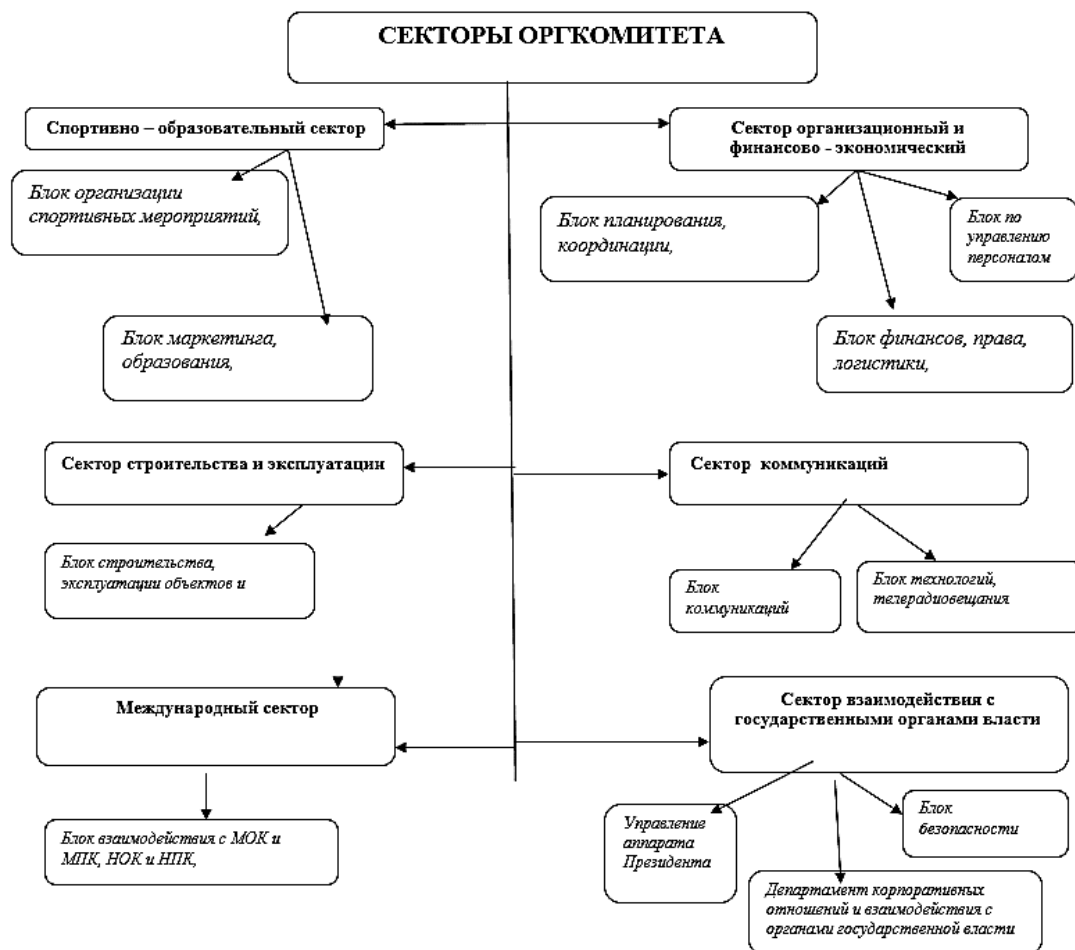 СЕКТОРЫ ОРГКОМИТЕТА
Спортивно – образовательный сектор
Сектор организационный и
финансово - экономический
Блок организации
спортивных мероприятий,
Блок планирования,
координации,
Блок по
управлению
персоналом
Блок маркетинга,
образования,
Блок финансов, права,
логистики,
Сектор строительства и эксплуатации
Сектор коммуникаций
Блок строительства,
эксплуатации объектов и
Блок
коммуникаций
Блок технологий,
телерадиовещания
Международный сектор
Сектор взаимодействия с
государственными органами власти
Блок взаимодействия с МОК и
МПК, НОК и НПК,
Управление
аппарата
Президента
Блок
безопасности
Департамент корпоративных
отношений и взаимодействия с
органами государственной власти